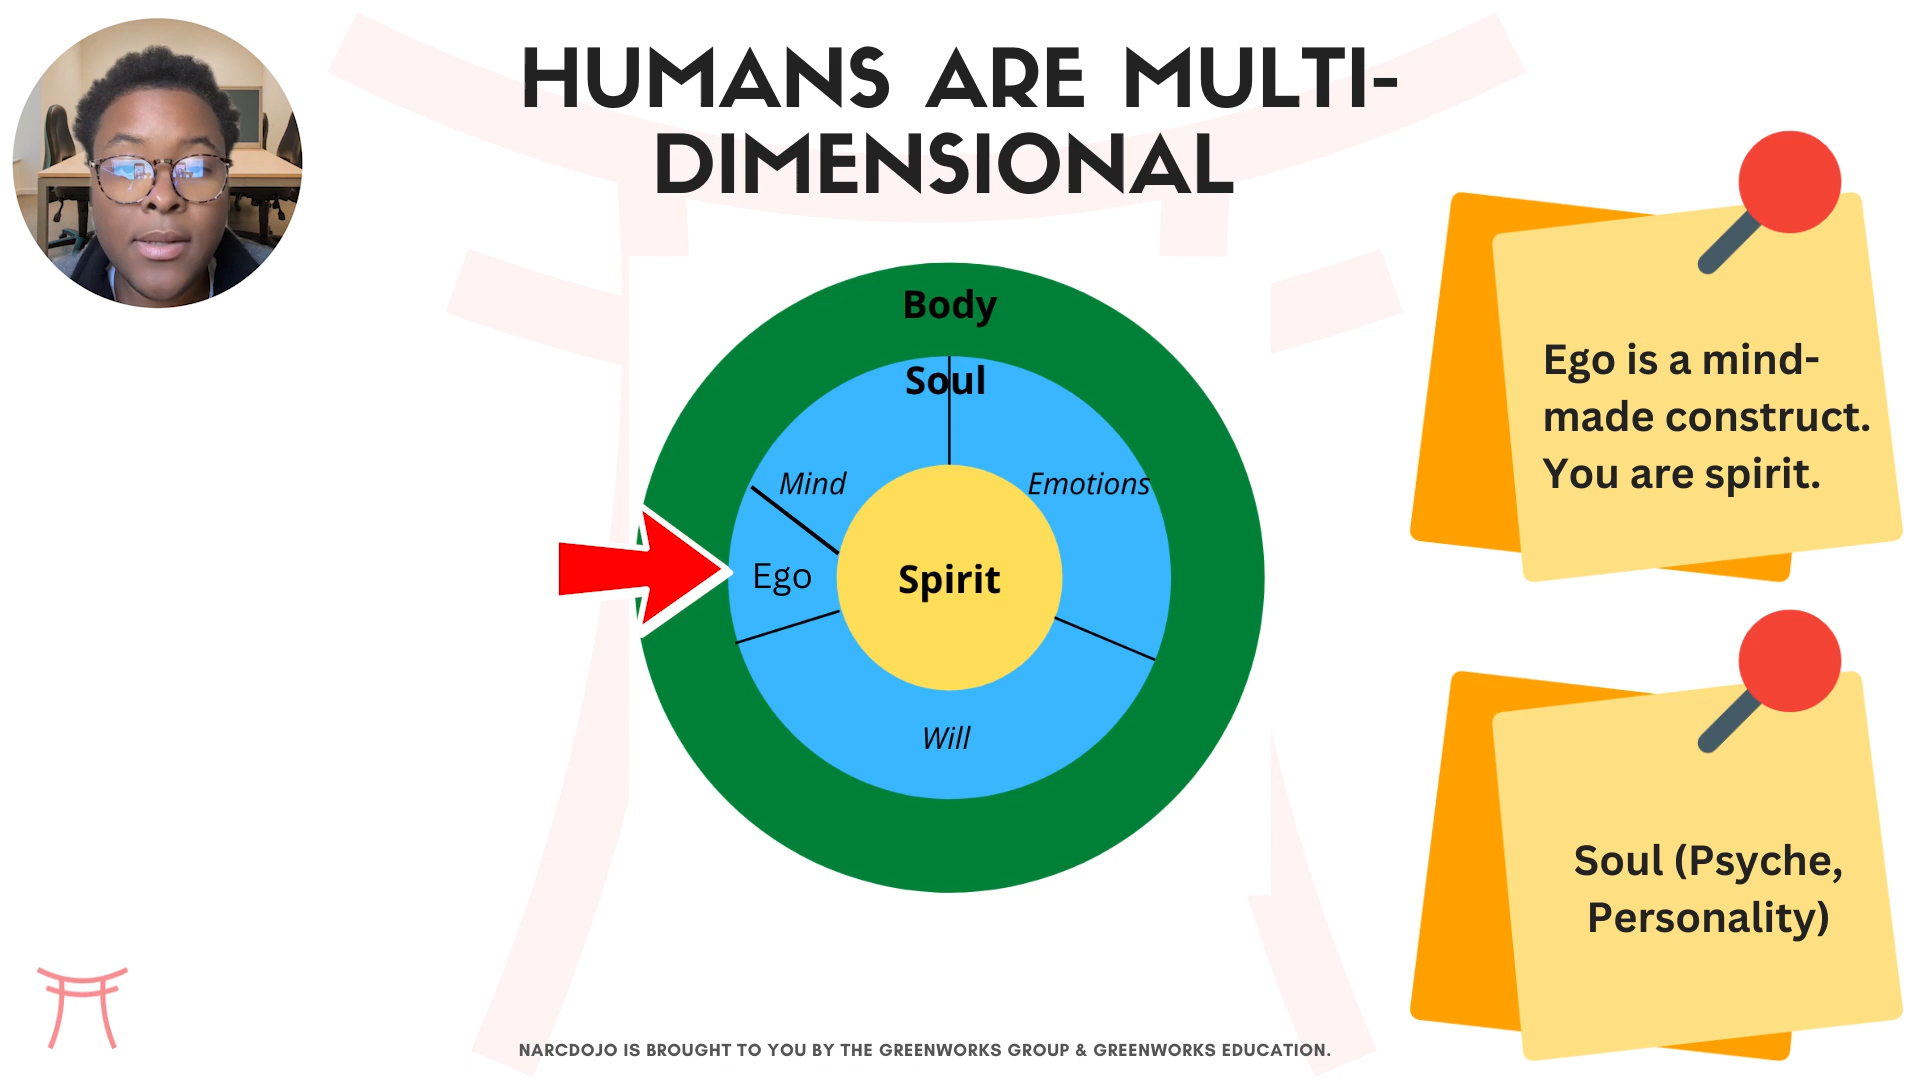 HUMANS ARE MULTI-
DIMENSIONAL
Body
Soul
Mind
Emotions
Ego
Spirit
Will
Ego is a mind-
made construct.
You are spirit.
Soul (Psyche,
Personality)
NARCDOJO IS BROUGHT TO YOU BY THE GREENWORKS GROUP & GREENWORKS EDUCATION.